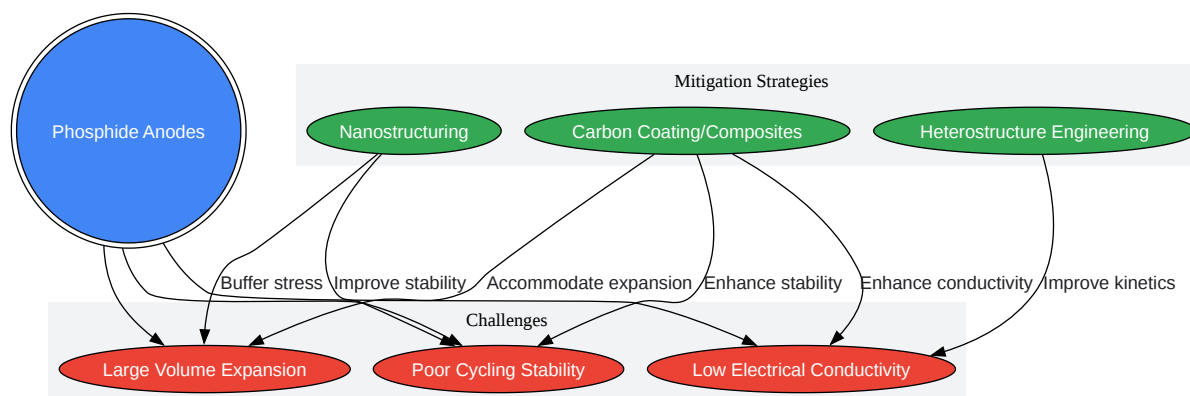 Mitigation Strategies
Phosphide Anodes
Nanostructuring
Carbon Coating/Composites
Heterostructure Engineering
Buffer stress
Improve stability
Accommodate expansion
Enhance stability
Enhance conductivity
Improve kinetics
Challenges
Large Volume Expansion
Poor Cycling Stability
Low Electrical Conductivity